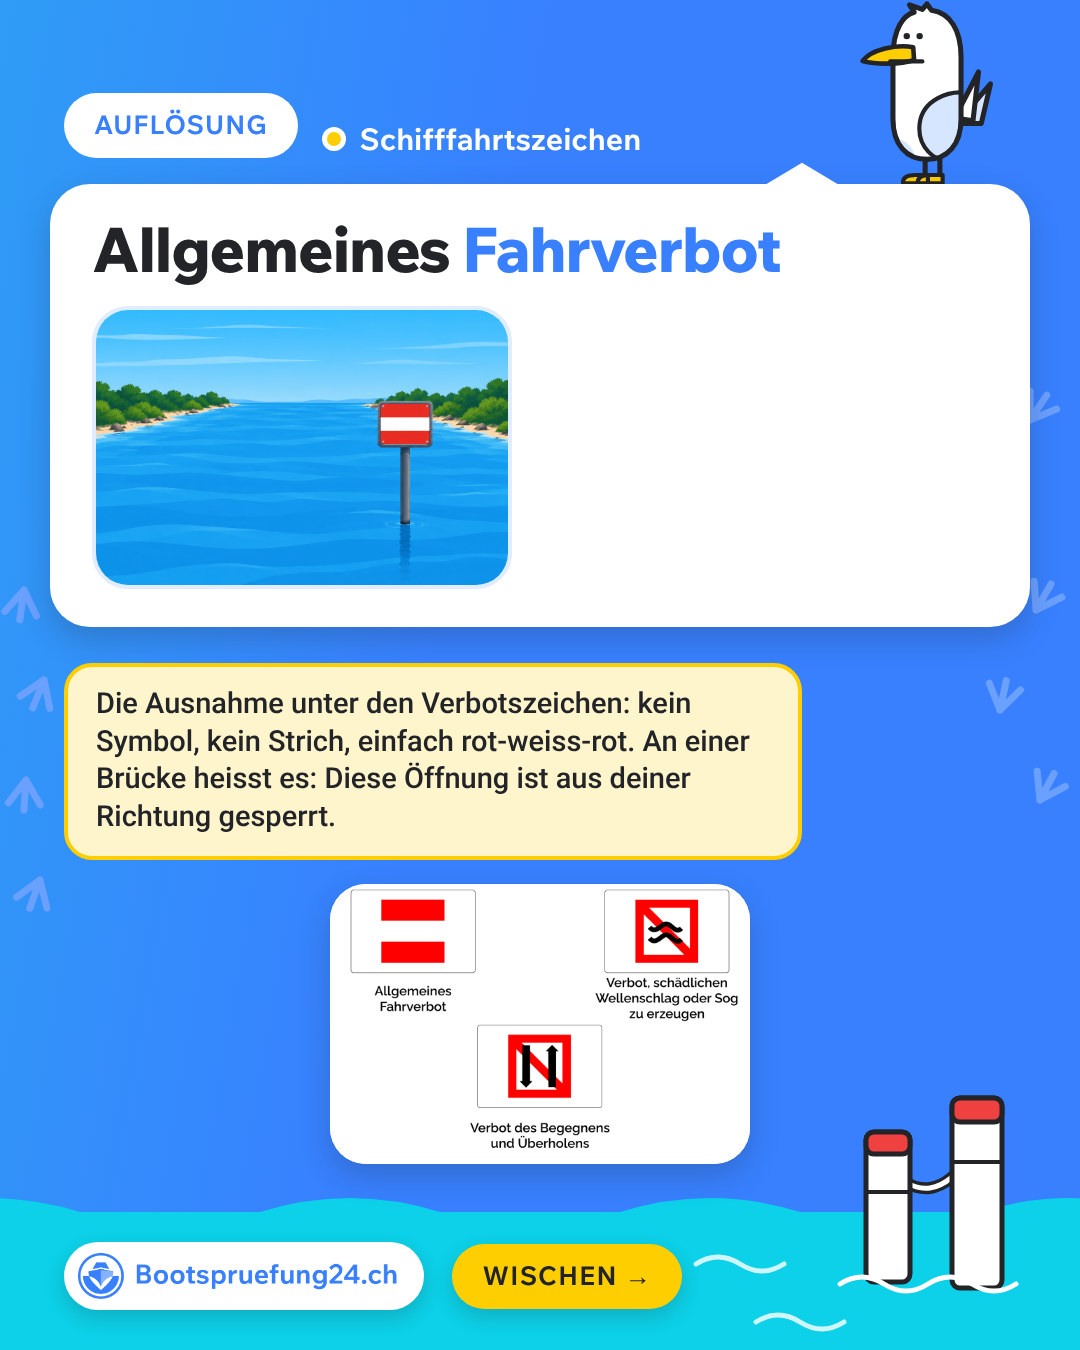 AUFLÖSUNG
Schifffahrtszeichen
Allgemeines Fahrverbot
Die Ausnahme unter den Verbotszeichen: kein
Symbol, kein Strich, einfach rot-weiss-rot. An einer
Brücke heisst es: Diese Öffnung ist aus deiner
Richtung gesperrt.
Allgemeines
Fahrverbot
Verbot, schädlichen
Wellenschlag oder Sog
zu erzeugen
Verbot des Begegnens
und Überholens
Bootspruefung24.ch
WISCHEN →